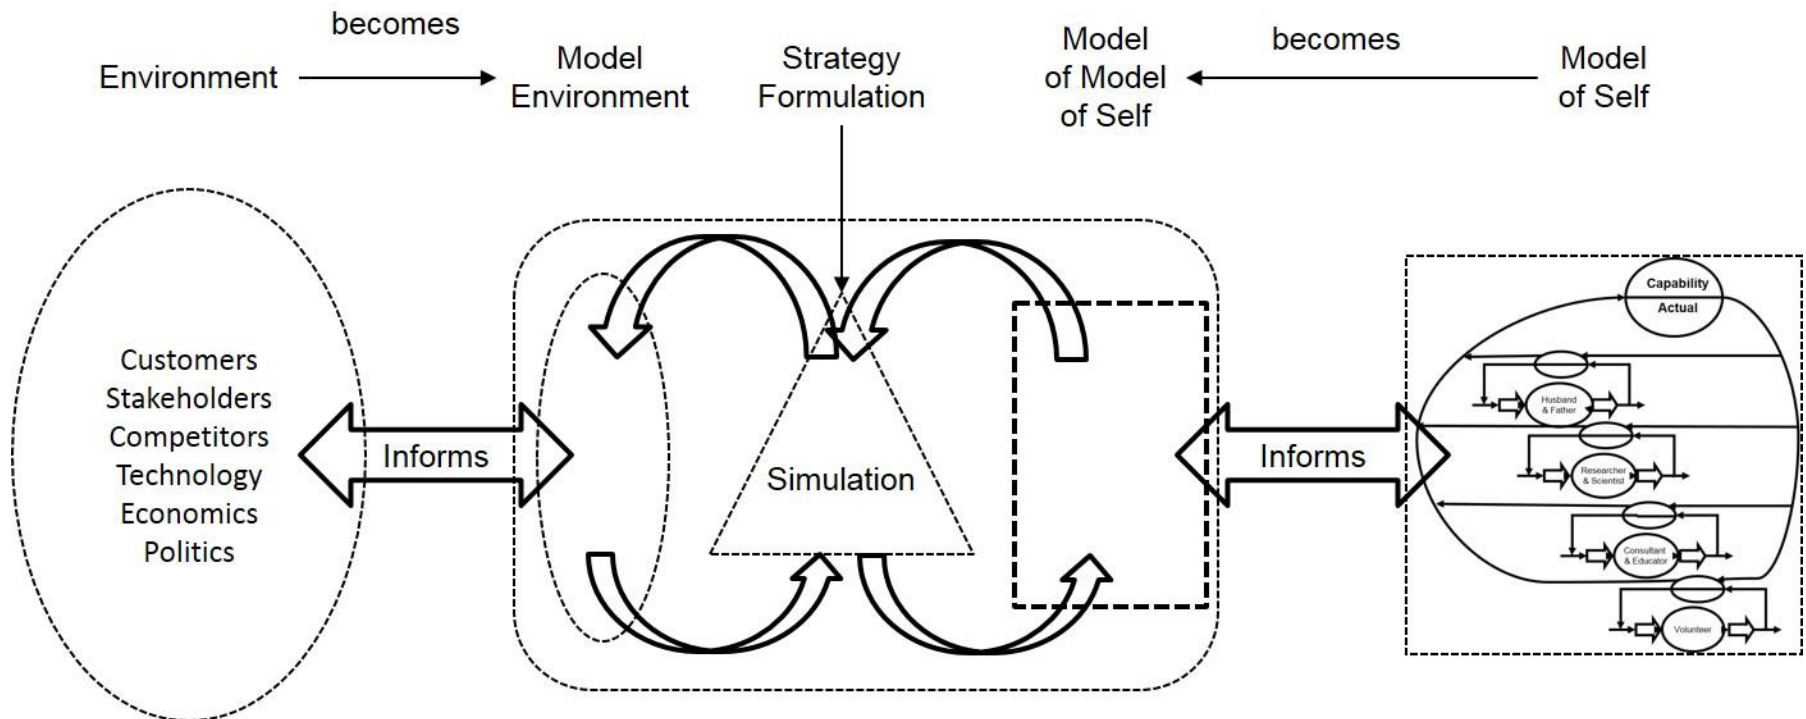 becomes
Environment
Model
Environment
Strategy
Formulation
Model
of Model
of Self
becomes
Model
of Self
Customers
Stakeholders
Competitors
Technology
Economics
Politics
Informs
Simulation
Informs
Capability
Actual
Husband
& Father
Researcher
& Scientist
Consultant
& Educator
Volunteer